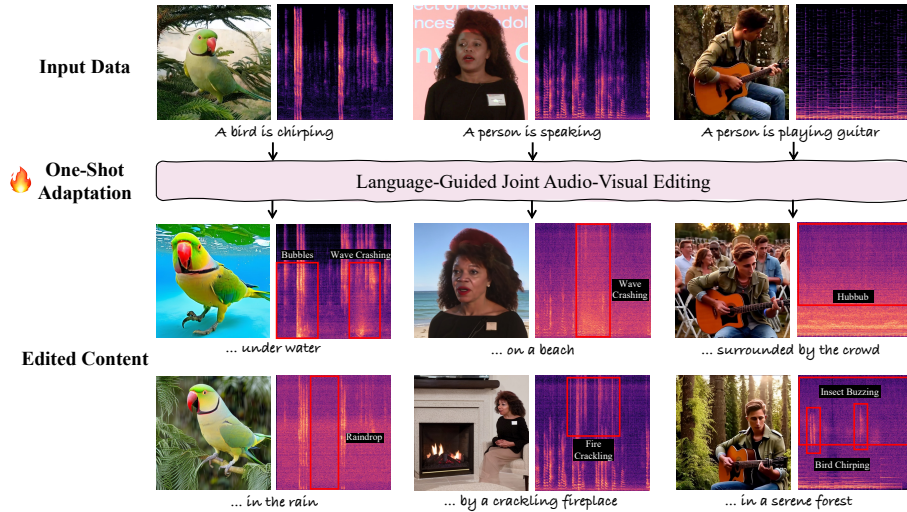 Input Data
A bird is chirping
A person is speaking
A person is playing guitar
One-Shot
Adaptation
Language-Guided Joint Audio-Visual Editing
Bubbles
Wave Crashing
Wave
Crashing
Hubbub
... under water
... on a beach
... surrounded by the crowd
Edited Content
Raindrop
Fire
Crackling
Insect Buzzing
Bird Chirping
... in the rain
... by a crackling fireplace
... in a serene forest